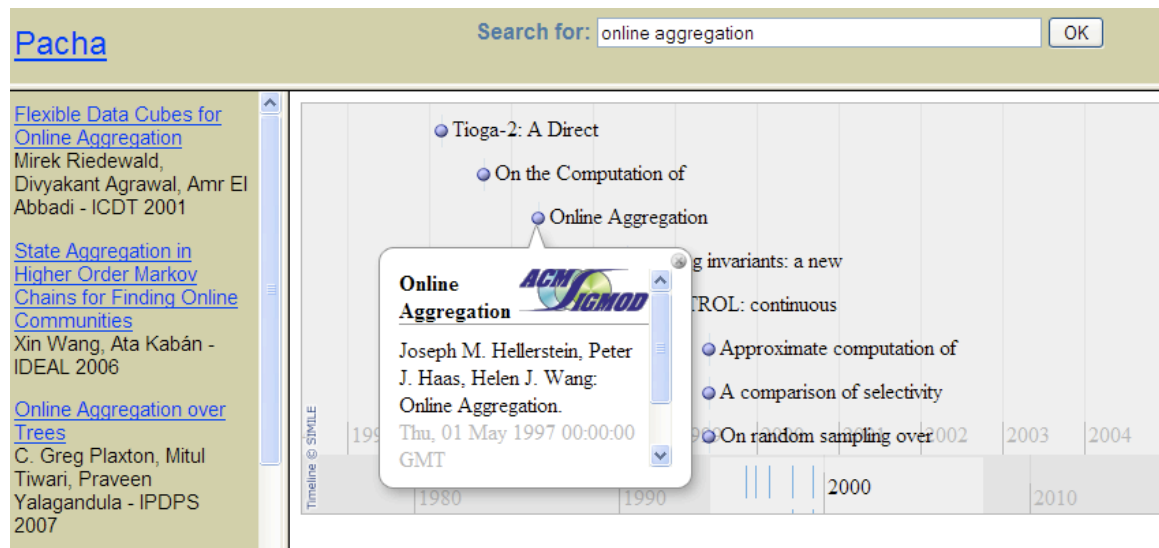 Pacha
Search for: online aggregation OK
Flexible Data Cubes for
Online Aggregation
Mirek Riedewald,
Divyakant Agrawal, Amr El
Abbadi - ICDT 2001
State Aggregation in
Higher Order Markov
Chains for Finding Online
Communities
Xin Wang, Ata Kabán -
IDEAL 2006
Online Aggregation over
Trees
C. Greg Plaxton, Mitul
Tiwari, Praveen
Yalagandula - IPDPS
2007
Tioga-2: A Direct
On the Computation of
Online Aggregation
invariants: a new
TROL: continuous
Approximate computation of
A comparison of selectivity
On random sampling over
Online
Aggregation
ACM SIGMOD
Joseph M. Hellerstein, Peter
J. Haas, Helen J. Wang:
Online Aggregation.
Thu, 01 May 1997 00:00:00
GMT
Timeline © SIMILE
2000 2001 2002 2003 2004
1980 1990 2000 2010